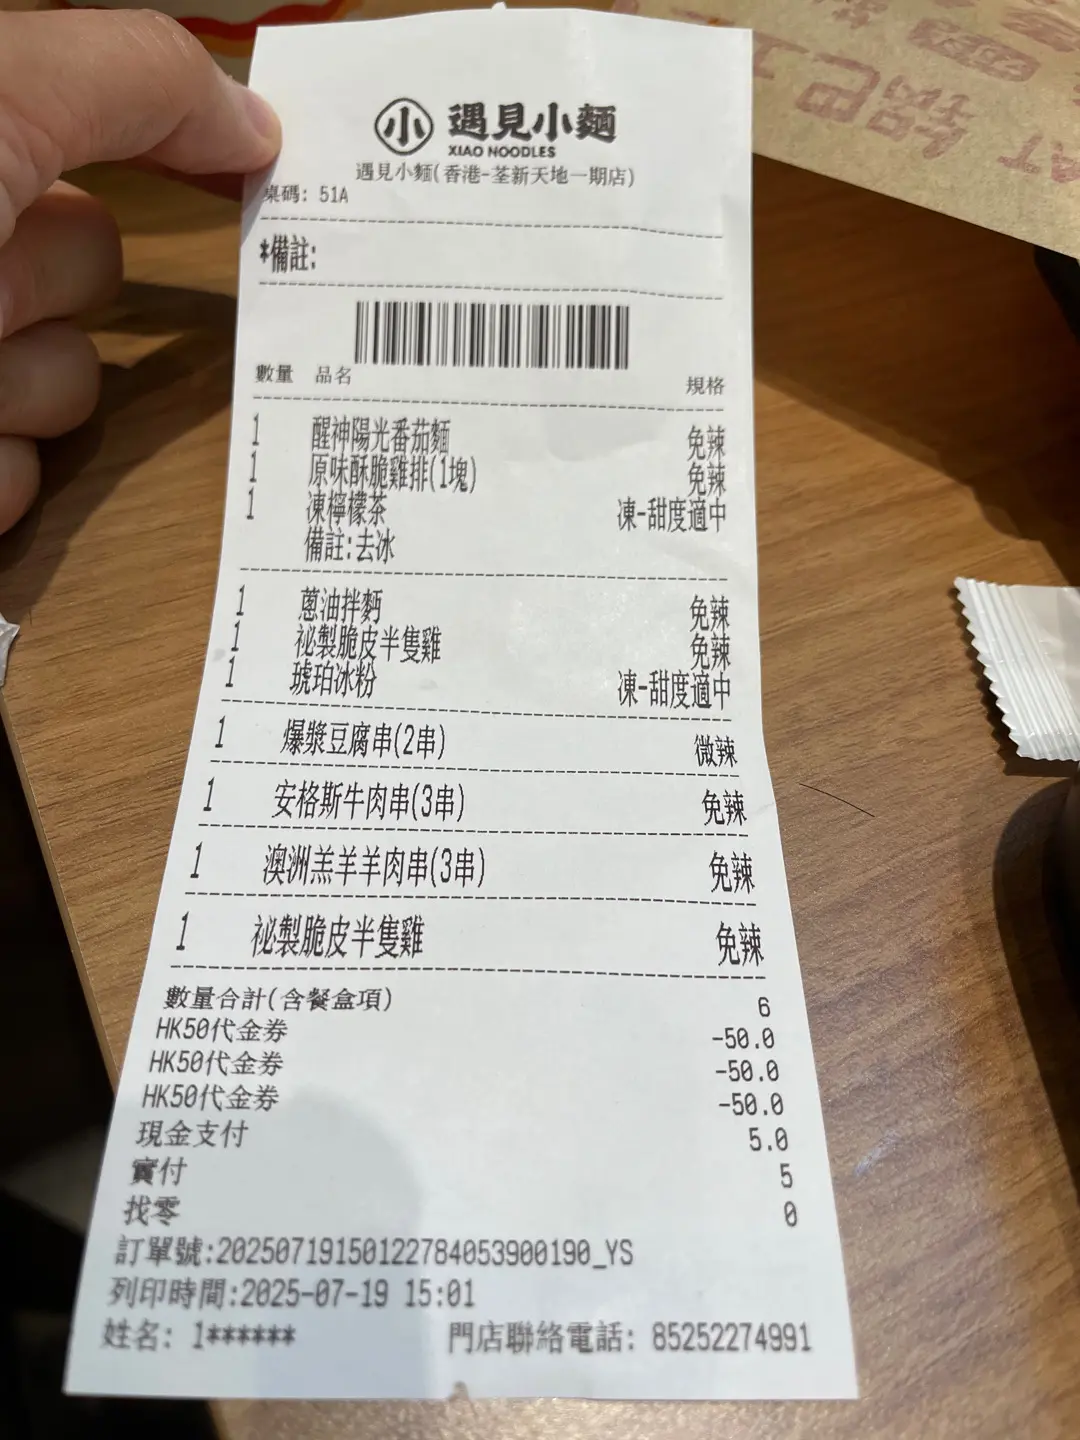 小 遇見小麵
XIAO NOODLES
遇見小麵(香港-荃新天地一期店)
桌碼: 51A
*備註:
數量 品名 規格
1 醒神陽光番茄麵 免辣
1 原味酥脆雞排(1塊) 免辣
1 凍檸檬茶 凍-甜度適中
備註:去冰
1 蔥油拌麪 免辣
1 祕製脆皮半隻雞 免辣
1 琥珀冰粉 凍-甜度適中
1 爆漿豆腐串(2串) 微辣
1 安格斯牛肉串(3串) 免辣
1 澳洲羔羊羊肉串(3串) 免辣
1 祕製脆皮半隻雞 免辣
數量合計(含餐盒項) 6
HK50代金券 -50.0
HK50代金券 -50.0
HK50代金券 -50.0
現金支付 5.0
實付 5
找零 0
訂單號:20250719150122784053900190_YS
列印時間:2025-07-19 15:01
姓名: 1****** 門店聯絡電話: 85252274991